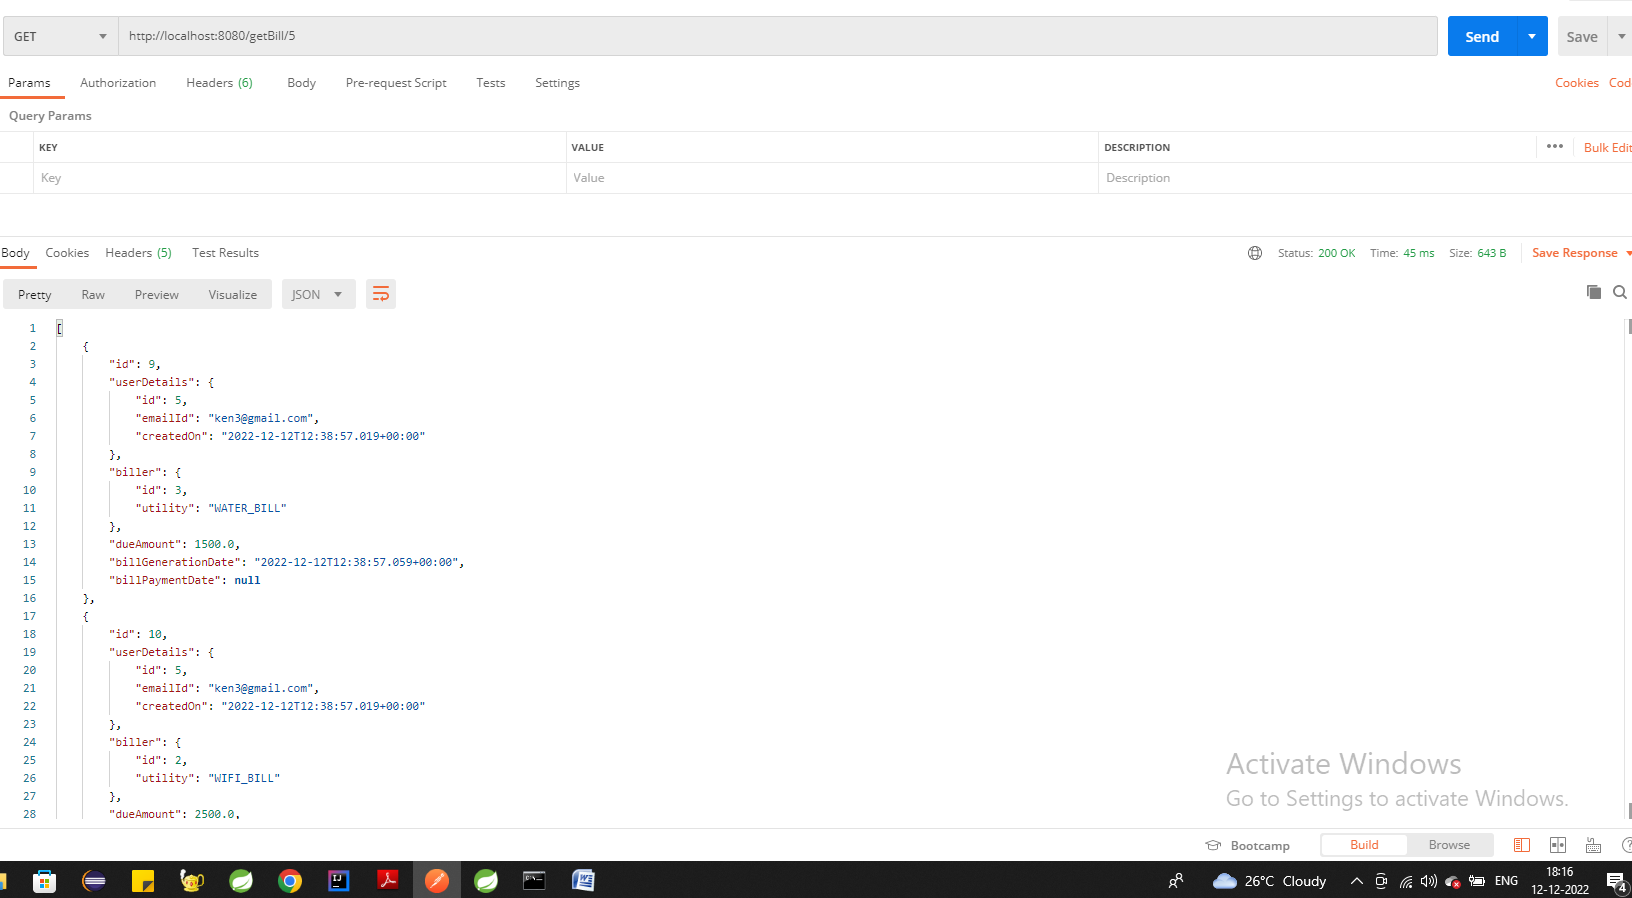 GET http://localhost:8080/getBill/5 Send Save
Params Authorization Headers (6) Body Pre-request Script Tests Settings Cookies Cod
Query Params
KEY VALUE DESCRIPTION ••• Bulk Edit
Key Value Description
Body Cookies Headers (5) Test Results Status: 200 OK Time: 45 ms Size: 643 B Save Response
Pretty Raw Preview Visualize JSON
1 [
2 {
3 "id": 9,
4 "userDetails": {
5 "id": 5,
6 "emailId": "ken3@gmail.com",
7 "createdOn": "2022-12-12T12:38:57.019+00:00"
8 },
9 "biller": {
10 "id": 3,
11 "utility": "WATER_BILL"
12 },
13 "dueAmount": 1500.0,
14 "billGenerationDate": "2022-12-12T12:38:57.059+00:00",
15 "billPaymentDate": null
16 },
17 {
18 "id": 10,
19 "userDetails": {
20 "id": 5,
21 "emailId": "ken3@gmail.com",
22 "createdOn": "2022-12-12T12:38:57.019+00:00"
23 },
24 "biller": {
25 "id": 2,
26 "utility": "WIFI_BILL"
27 },
28 "dueAmount": 2500.0,
Activate Windows
Go to Settings to activate Windows.
Bootcamp Build Browse
26°C Cloudy ENG 18:16
12-12-2022 4